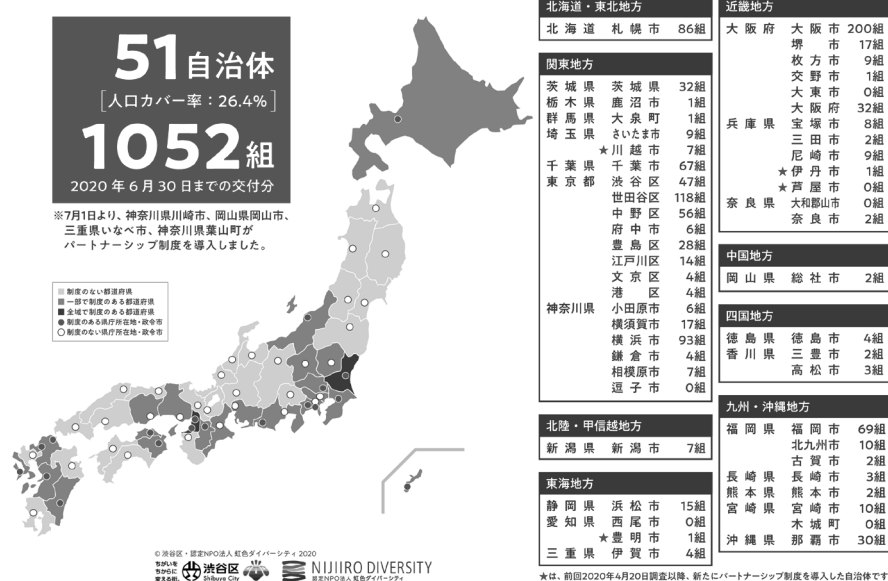 51自治体
[人口カバー率：26.4%]
1052組
2020年6月30日までの交付分
※7月1日より、神奈川県川崎市、岡山県岡山市、
三重県いなべ市、神奈川県葉山町が
パートナーシップ制度を導入しました。
制度のない都道府県
一部で制度のある都道府県
全域で制度のある都道府県
制度のある県庁所在地・政令市
制度のない県庁所在地・政令市
© 渋谷区・認定NPO法人 虹色ダイバーシティ 2020
ちがいを
ちからに
変える街。
渋谷区
Shibuya City
NIJIIRO DIVERSITY
認定NPO法人 虹色ダイバーシティ
北海道・東北地方
北海道 札幌市 86組
関東地方
茨城県 茨城県 32組
栃木県 鹿沼市 1組
群馬県 大泉町 1組
埼玉県 さいたま市 9組
★川越市 7組
千葉県 千葉市 67組
東京都 渋谷区 47組
世田谷区 118組
中野区 56組
府中市 6組
豊島区 28組
江戸川区 14組
文京区 4組
港区 4組
神奈川県 小田原市 6組
横須賀市 17組
横浜市 93組
鎌倉市 4組
相模原市 7組
逗子市 0組
北陸・甲信越地方
新潟県 新潟市 7組
東海地方
静岡県 浜松市 15組
愛知県 西尾市 0組
★豊明市 1組
三重県 伊賀市 4組
近畿地方
大阪府 大阪市 200組
堺市 17組
枚方市 9組
交野市 1組
大東市 0組
大阪府 32組
兵庫県 宝塚市 8組
三田市 2組
尼崎市 9組
★伊丹市 1組
★芦屋市 0組
奈良県 大和郡山市 0組
奈良市 2組
中国地方
岡山県 総社市 2組
四国地方
徳島県 徳島市 4組
香川県 三豊市 2組
高松市 3組
九州・沖縄地方
福岡県 福岡市 69組
北九州市 10組
古賀市 2組
長崎県 長崎市 3組
熊本県 熊本市 2組
宮崎県 宮崎市 10組
木城町 0組
沖縄県 那覇市 30組
★は、前回2020年4月20日調査以降、新たにパートナーシップ制度を導入した自治体です